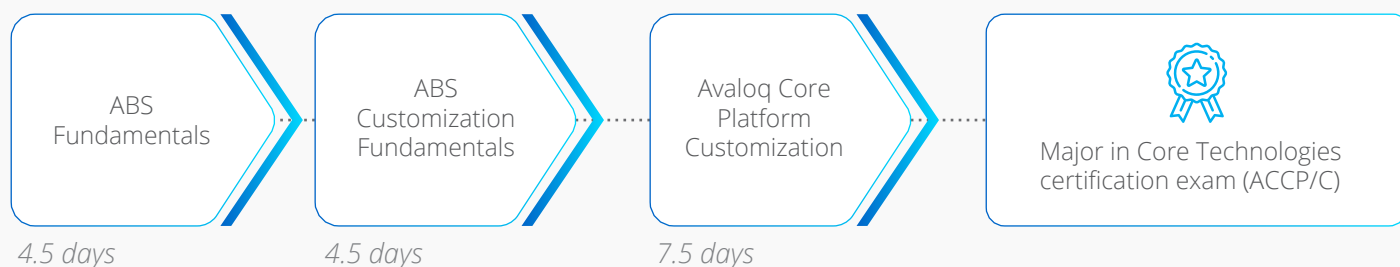 ABS
Fundamentals
4.5 days
ABS
Customization
Fundamentals
4.5 days
Avaloq Core
Platform
Customization
7.5 days
Major in Core Technologies
certification exam (ACCP/C)